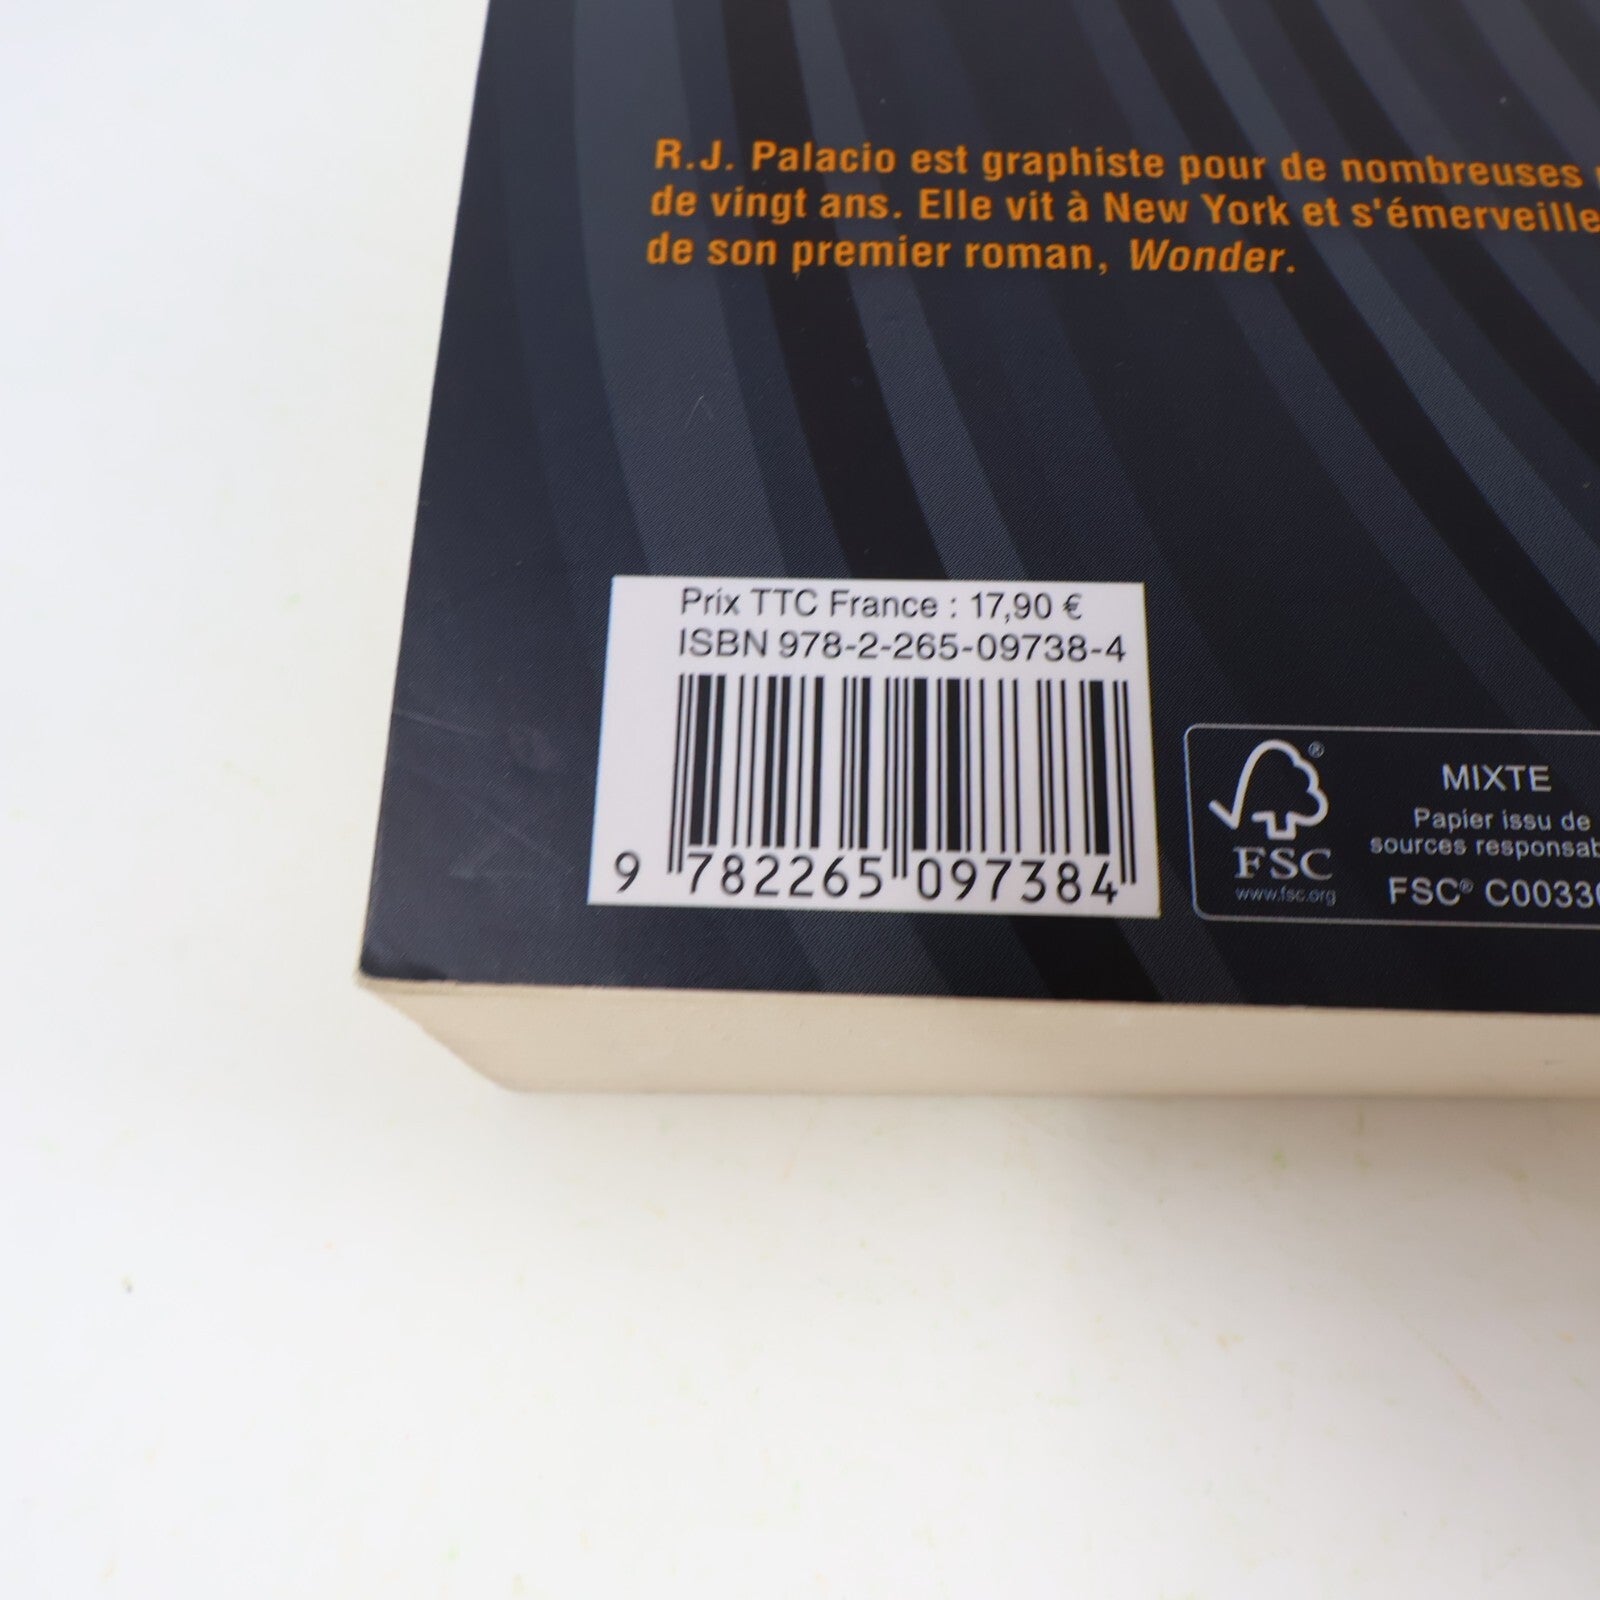 R.J. Palacio est graphiste pour de nombreuses
de vingt ans. Elle vit à New York et s'émerveille
de son premier roman, Wonder.
Prix TTC France : 17,90 €
ISBN 978-2-265-09738-4
9 782265 097384
®
MIXTE
Papier issu de
sources responsab
FSC
www.fsc.org
FSC® C00330